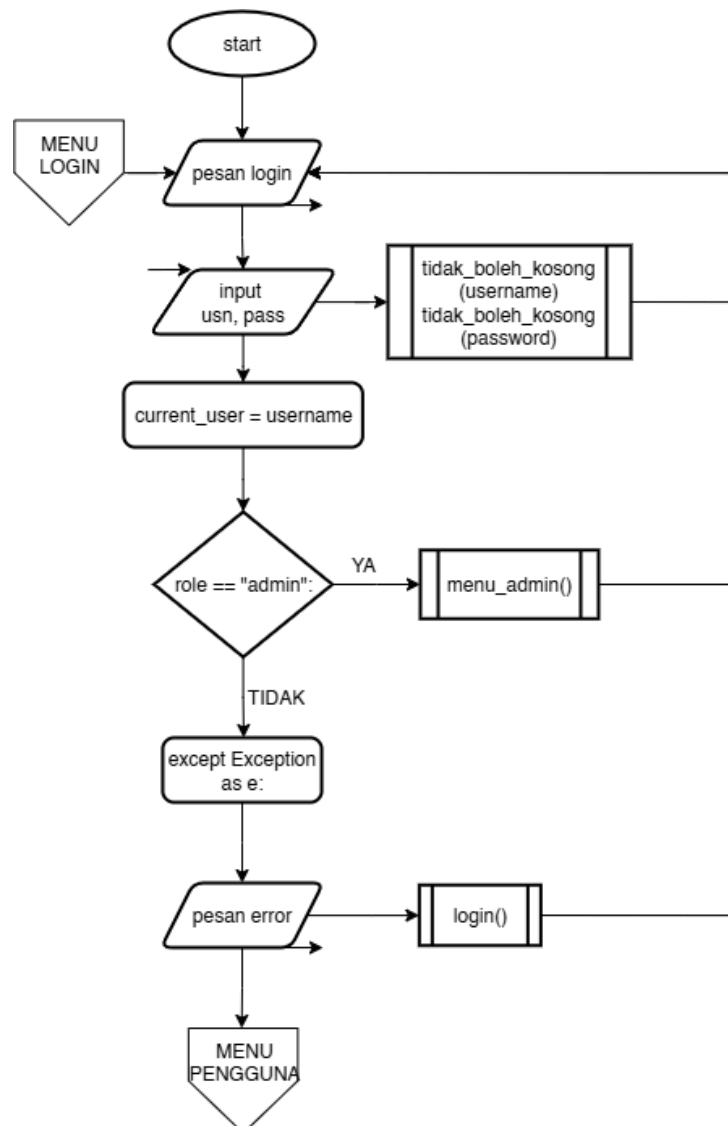 start
MENU
LOGIN
pesan login
input
usn, pass
tidak_boleh_kosong
(username)
tidak_boleh_kosong
(password)
current_user = username
role == "admin":
YA
menu_admin()
TIDAK
except Exception
as e:
pesan error
login()
MENU
PENGGUNA